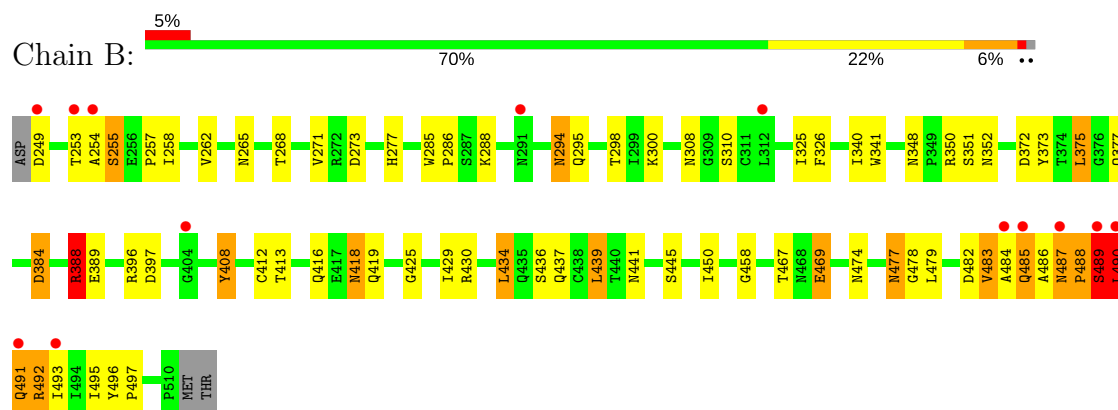 5%
Chain B:
70% 22% 6% ••
ASP D249 T253 A254 S255 E256 P257 I258 V262 N265 T268 V271 R272 D273 H277 W285 P286 S287 K288 N291 N294 Q295 T298 I299 K300 N308 G309 S310 C311 L312 I325 F326 I340 W341 N348 P349 R350 S351 N352 D372 Y373 T374 L375 G376 Q377
D384 R388 E389 R396 D397 G404 Y408 C412 T413 Q416 E417 N418 Q419 G425 I429 R430 L434 Q435 S436 Q437 C438 L439 T440 N441 S445 I450 G458 T467 N468 E469 N474 N477 G478 L479 D482 V483 A484 Q485 A486 N487 P488 S489
Q491 R492 I493 I494 I495 Y496 P497 P510 MET THR